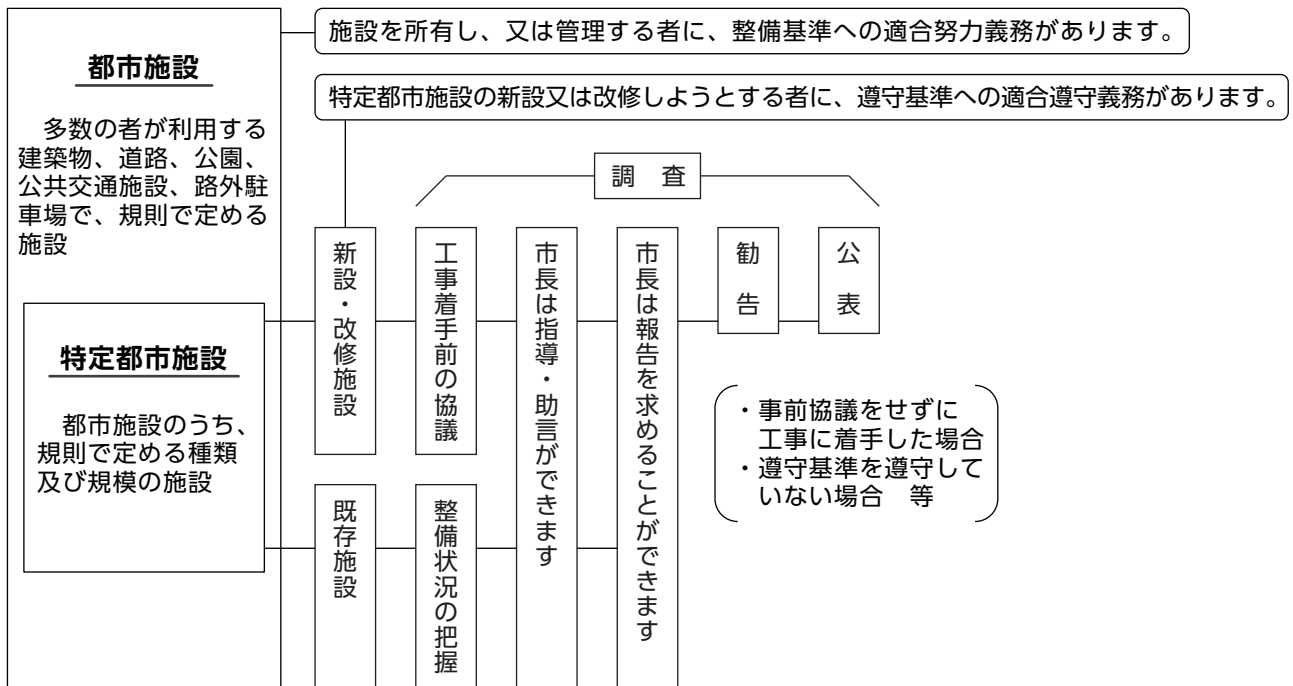 都市施設
多数の者が利用する
建築物、道路、公園、
公共交通施設、路外駐
車場で、規則で定める
施設
施設を所有し、又は管理する者に、整備基準への適合努力義務があります。
特定都市施設の新設又は改修しようとする者に、遵守基準への適合遵守義務があります。
調　査
特定都市施設
都市施設のうち、
規則で定める種類
及び規模の施設
新設・改修施設
工事着手前の協議
市長は指導・助言ができます
市長は報告を求めることができます
勧告
公表
既存施設
整備状況の把握
・事前協議をせずに
工事に着手した場合
・遵守基準を遵守して
いない場合　等